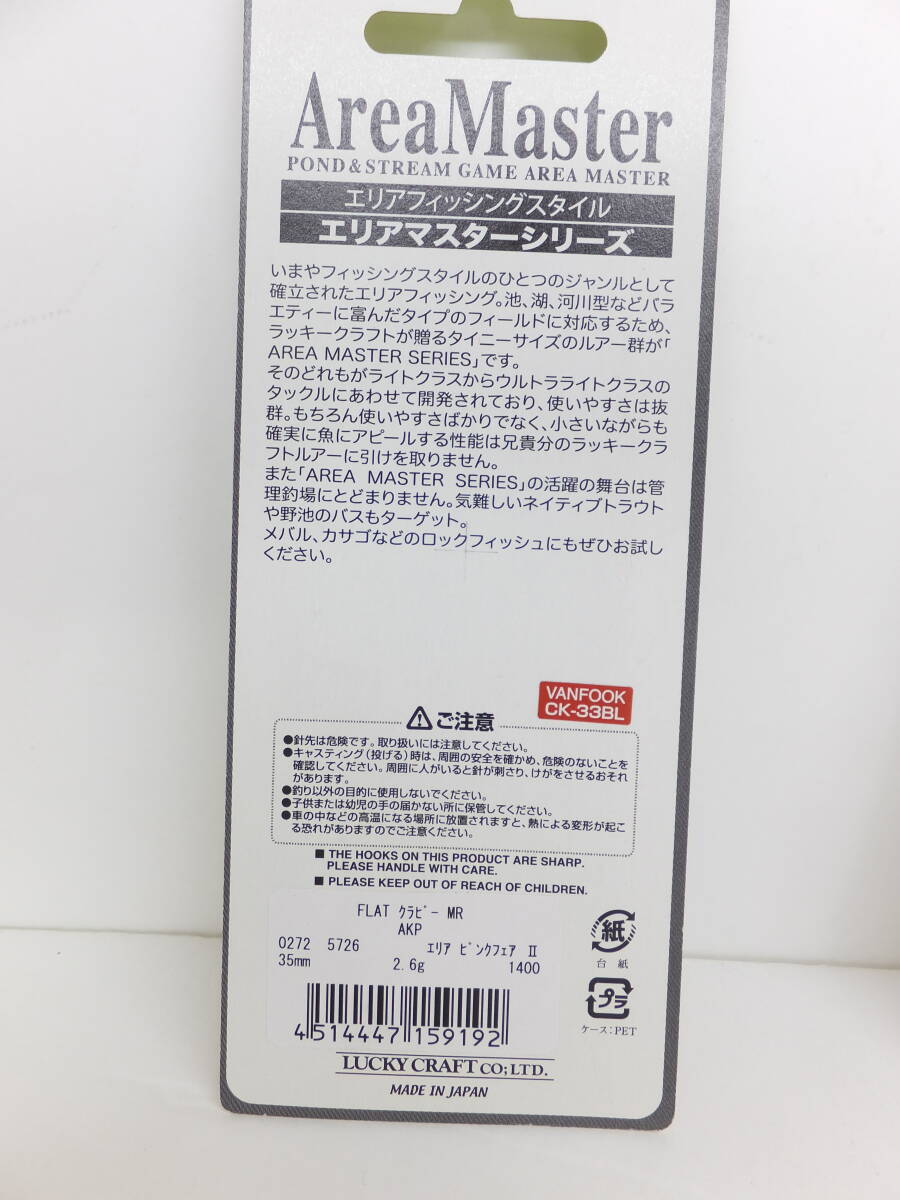 AreaMaster
POND & STREAM GAME AREA MASTER
エリアフィッシングスタイル
エリアマスターシリーズ
いまやフィッシングスタイルのひとつのジャンルとして
確立されたエリアフィッシング。池、湖、河川型などバラ
エティーに富んだタイプのフィールドに対応するため、
ラッキークラフトが贈るタイニーサイズのルアー群が「
AREA MASTER SERIES」です。
そのどれもがライトクラスからウルトラライトクラスの
タックルにあわせて開発されており、使いやすさは抜
群。もちろん使いやすさばかりでなく、小さいながらも
確実に魚にアピールする性能は兄貴分のラッキークラ
フトルアーに引けを取りません。
また「AREA MASTER SERIES」の活躍の舞台は管
理釣場にとどまりません。気難しいネイティブトラウト
や野池のバスもターゲット。
メバル、カサゴなどのロックフィッシュにもぜひお試し
ください。
VANFOOK
CK-33BL
ご注意
●針先は危険です。取り扱いには注意してください。
●キャスティング(投げる)時は、周囲の安全を確かめ、危険のないことを
確認してください。周囲に人がいると針が刺さり、けがをさせるおそれ
があります。
●釣り以外の目的に使用しないでください。
●子供または幼児の手の届かない所に保管してください。
●車の中などの高温になる場所に放置されますと、熱による変形が起こ
る恐れがありますのでご注意ください。
■ THE HOOKS ON THIS PRODUCT ARE SHARP.
PLEASE HANDLE WITH CARE.
■ PLEASE KEEP OUT OF REACH OF CHILDREN.
FLAT クラピー MR
AKP
0272 5726 エリア ピンクフェア II
35mm 2.6g 1400
4 514447 159192
紙
台紙
プラ
ケース:PET
LUCKY CRAFT CO;LTD.
MADE IN JAPAN